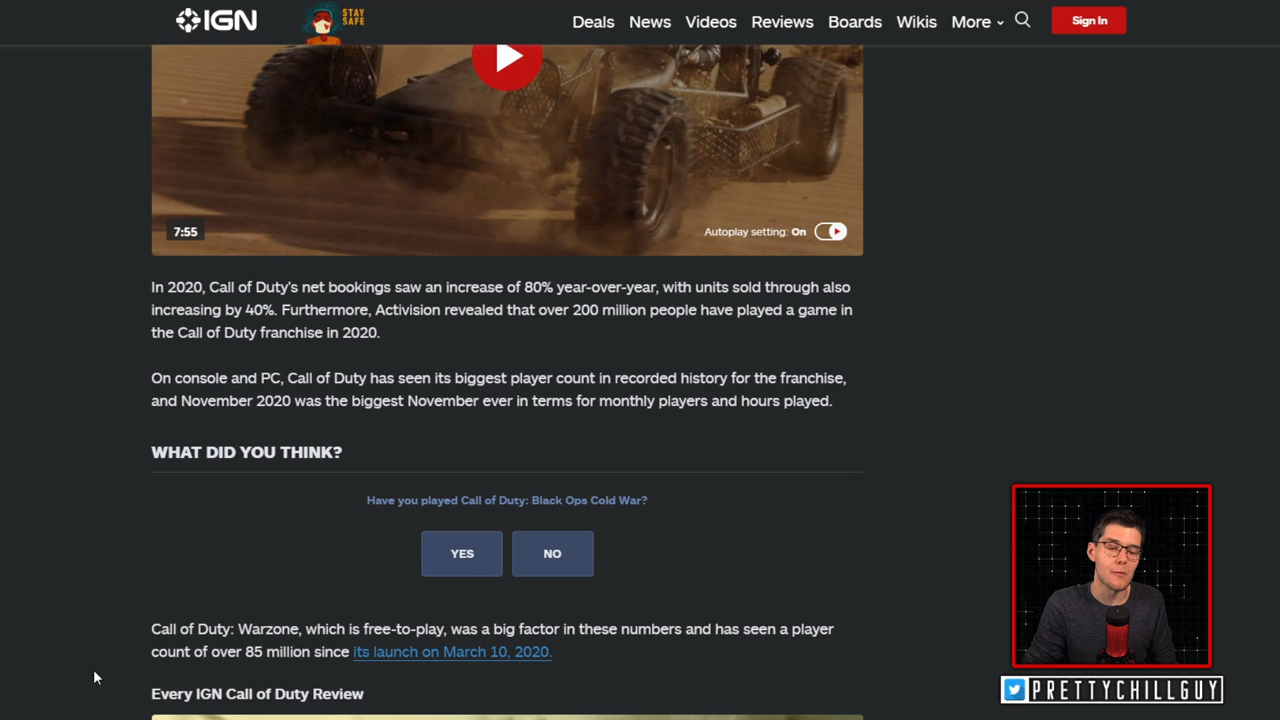 IGN
STAY
SAFE
Deals News Videos Reviews Boards Wikis More Sign In
7:55
Autoplay setting: On
In 2020, Call of Duty's net bookings saw an increase of 80% year-over-year, with units sold through also
increasing by 40%. Furthermore, Activision revealed that over 200 million people have played a game in
the Call of Duty franchise in 2020.
On console and PC, Call of Duty has seen its biggest player count in recorded history for the franchise,
and November 2020 was the biggest November ever in terms for monthly players and hours played.
WHAT DID YOU THINK?
Have you played Call of Duty: Black Ops Cold War?
YES NO
Call of Duty: Warzone, which is free-to-play, was a big factor in these numbers and has seen a player
count of over 85 million since its launch on March 10, 2020.
Every IGN Call of Duty Review
PRETTYCHILLGUY